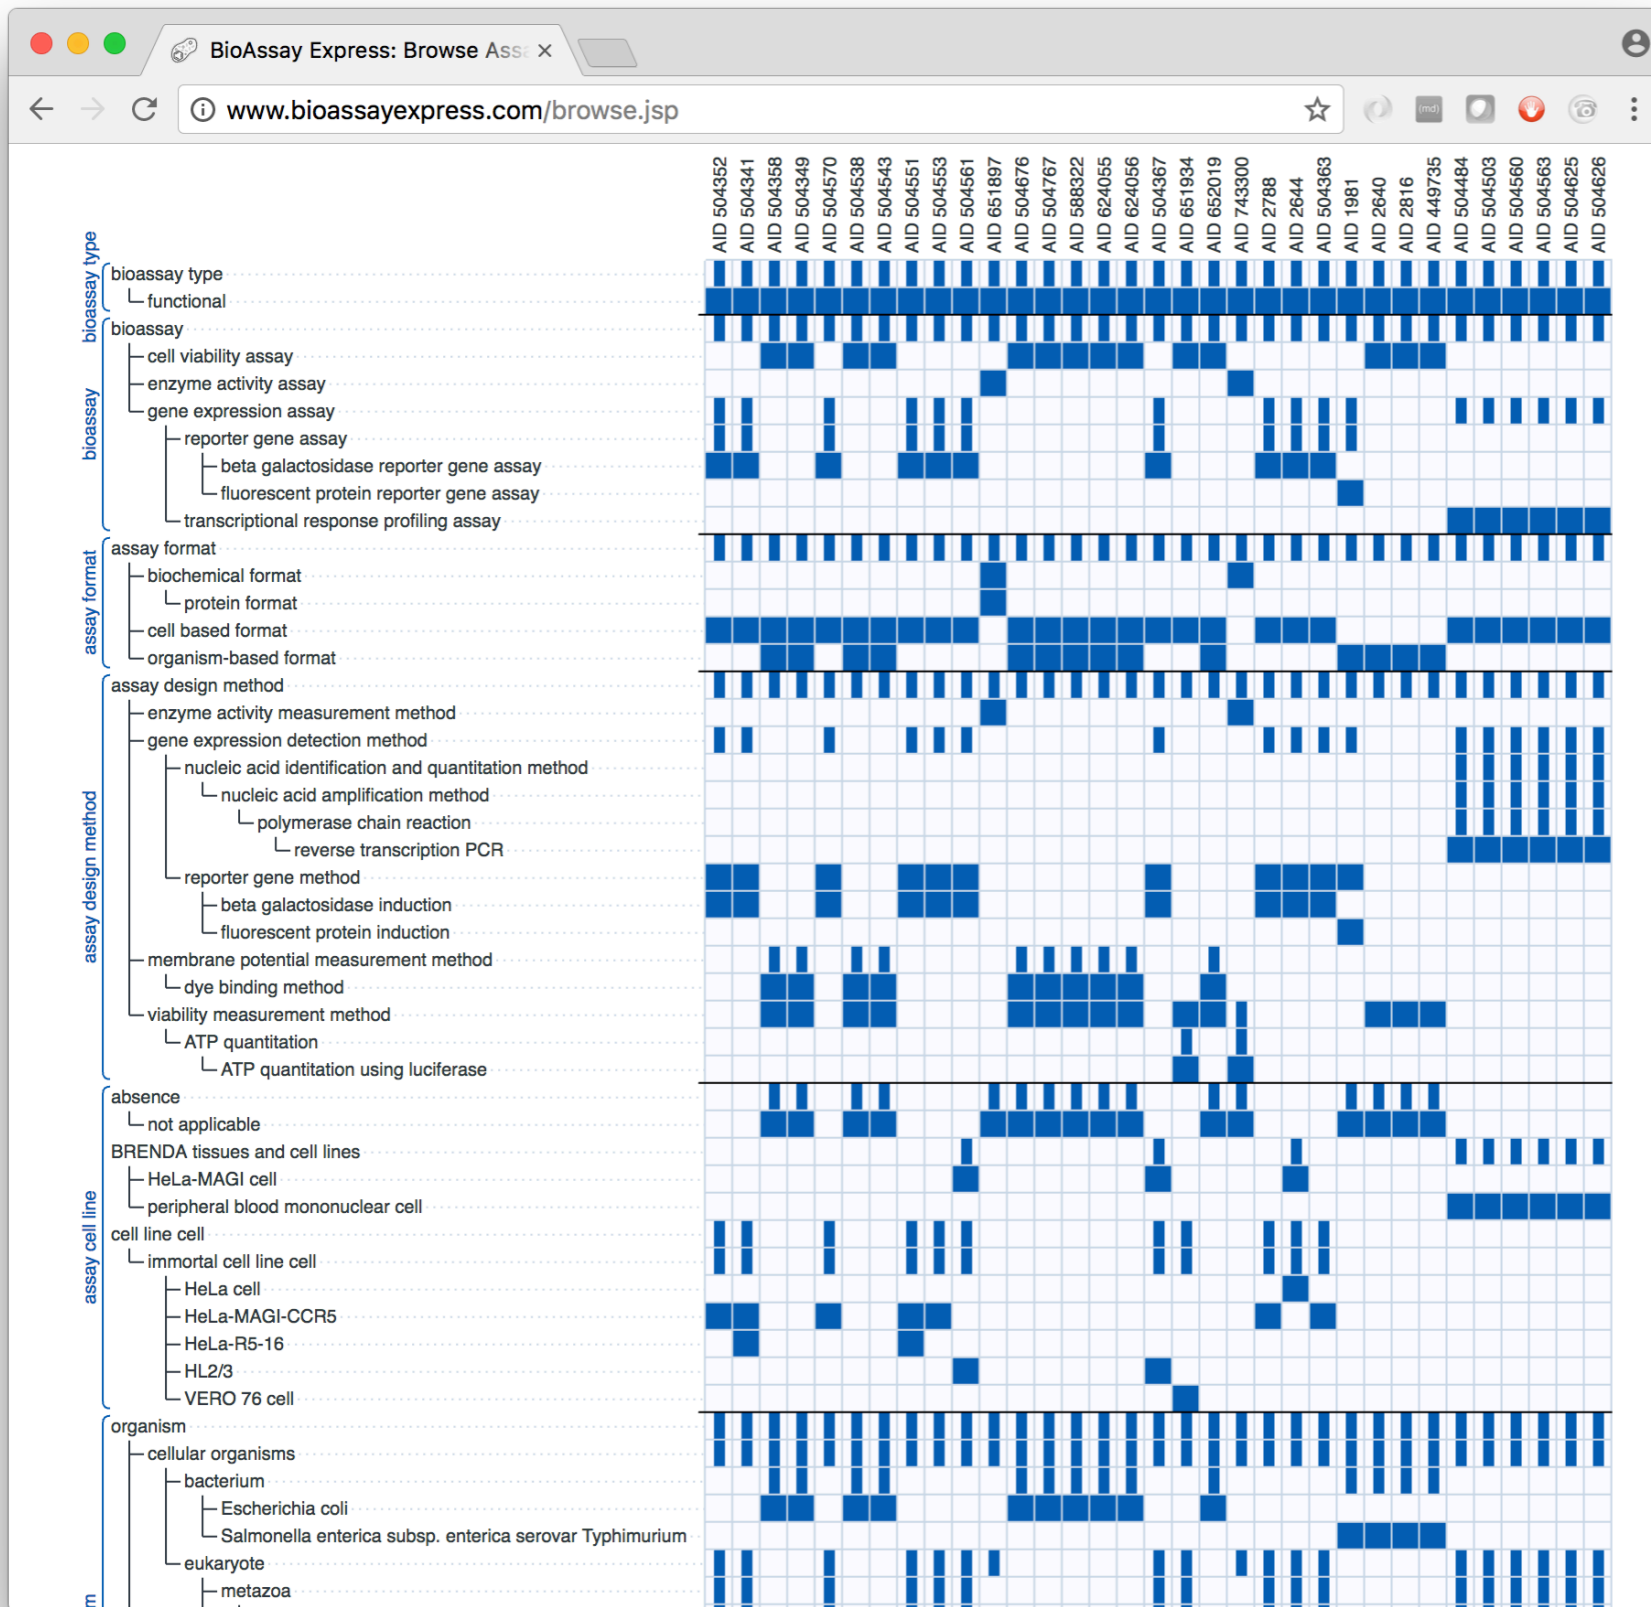 BioAssay Express: Browse Ass
www.bioassayexpress.com/browse.jsp
(md)
AID 504352
AID 504341
AID 504358
AID 504349
AID 504570
AID 504538
AID 504543
AID 504551
AID 504553
AID 504561
AID 651897
AID 504676
AID 504767
AID 588322
AID 624055
AID 624056
AID 504367
AID 651934
AID 652019
AID 743300
AID 2788
AID 2644
AID 504363
AID 1981
AID 2640
AID 2816
AID 449735
AID 504484
AID 504503
AID 504560
AID 504563
AID 504625
AID 504626
bioassay type
bioassay type
functional
bioassay
bioassay
cell viability assay
enzyme activity assay
gene expression assay
reporter gene assay
beta galactosidase reporter gene assay
fluorescent protein reporter gene assay
transcriptional response profiling assay
assay format
assay format
biochemical format
protein format
cell based format
organism-based format
assay design method
assay design method
enzyme activity measurement method
gene expression detection method
nucleic acid identification and quantitation method
nucleic acid amplification method
polymerase chain reaction
reverse transcription PCR
reporter gene method
beta galactosidase induction
fluorescent protein induction
membrane potential measurement method
dye binding method
viability measurement method
ATP quantitation
ATP quantitation using luciferase
assay cell line
absence
not applicable
BRENDA tissues and cell lines
HeLa-MAGI cell
peripheral blood mononuclear cell
cell line cell
immortal cell line cell
HeLa cell
HeLa-MAGI-CCR5
HeLa-R5-16
HL2/3
VERO 76 cell
organism
cellular organisms
bacterium
Escherichia coli
Salmonella enterica subsp. enterica serovar Typhimurium
eukaryote
metazoa